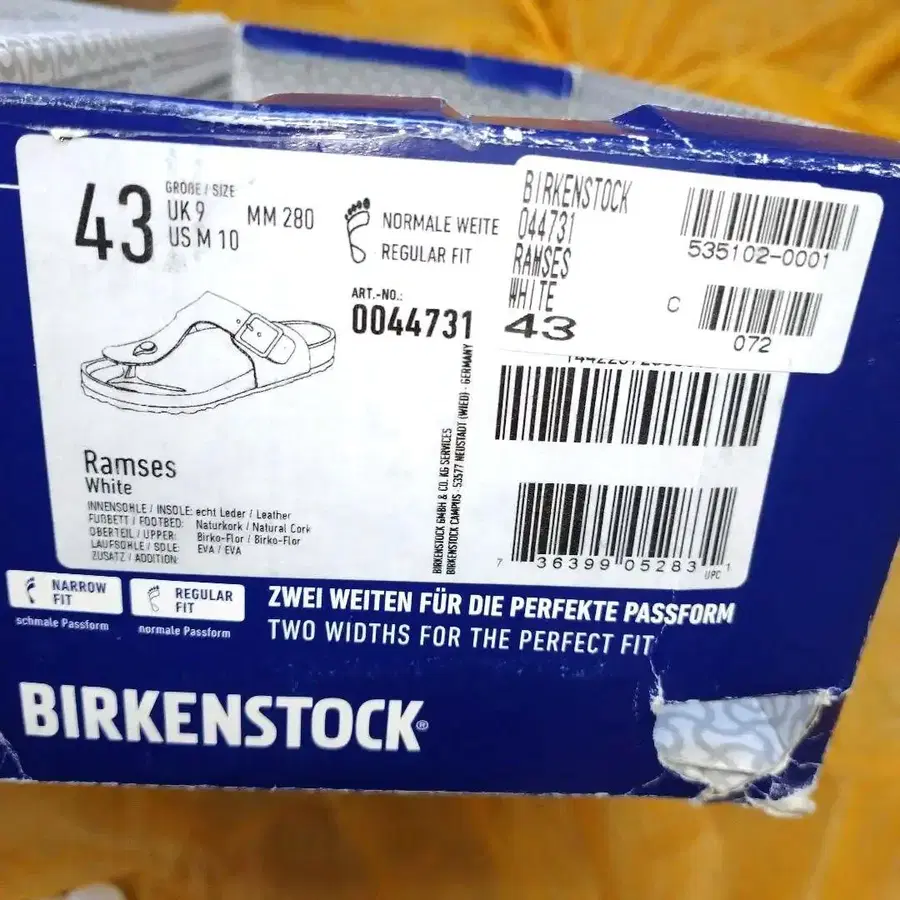 43
GRÖßE / SIZE
UK 9
US M 10
MM 280
NORMALE WEITE
REGULAR FIT
ART.-NO.:
0044731
BIRKENSTOCK
044731
RAMSES
WHITE
43
535102-0001
C
072
Ramses
White
INNENSOHLE / INSOLE: echt Leder / Leather
FUßBETT / FOOTBED: Naturkork / Natural Cork
OBERTEIL / UPPER: Birko-Flor / Birko-Flor
LAUFSOHLE / SOLE: EVA / EVA
ZUSATZ / ADDITION:
BIRKENSTOCK GMBH & CO. KG SERVICES
BIRKENSTOCK CAMPUS · 53577 NEUSTADT (WIED) · GERMANY
7 36399 05283 1
UPC
NARROW
FIT
schmale Passform
REGULAR
FIT
normale Passform
ZWEI WEITEN FÜR DIE PERFEKTE PASSFORM
TWO WIDTHS FOR THE PERFECT FIT
BIRKENSTOCK®